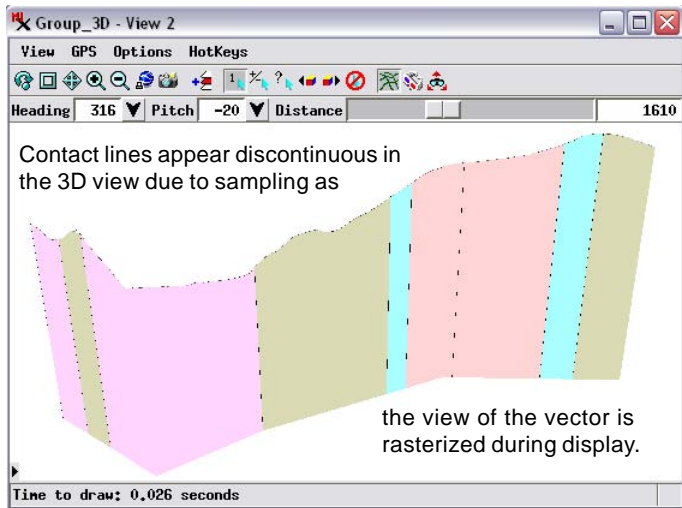 Group_3D - View 2
View GPS Options HotKeys
Heading 316 Pitch -20 Distance 1610
Contact lines appear discontinuous in
the 3D view due to sampling as
the view of the vector is
rasterized during display.
Time to draw: 0.026 seconds